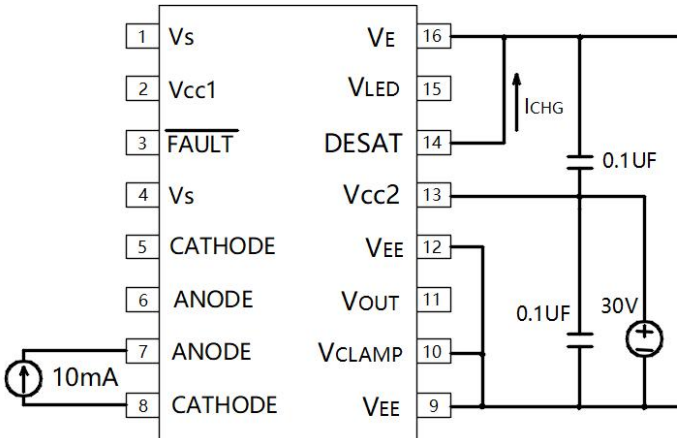 1 Vs VE 16
2 Vcc1 VLED 15
ICHG
3 FAULT DESAT 14
0.1UF
4 Vs Vcc2 13
5 CATHODE VEE 12
6 ANODE VOUT 11
0.1UF 30V
7 ANODE VCLAMP 10
10mA
8 CATHODE VEE 9